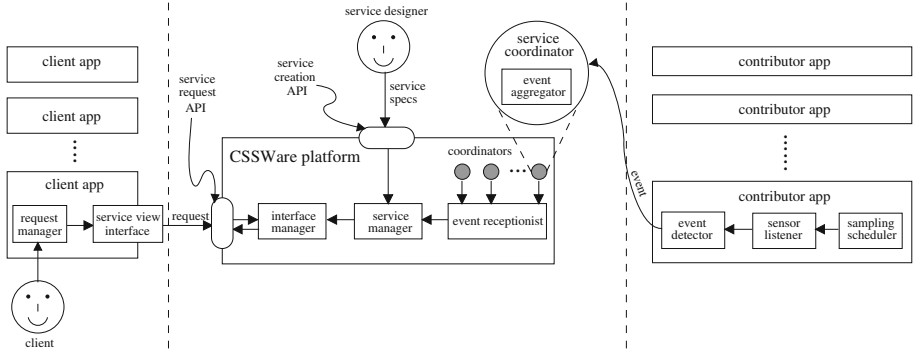 client app
client app
client app
request
manager
service view
interface
client
service
request
API
request
service designer
service
creation
API
service
specs
CSSWare platform
interface
manager
service
manager
coordinators
event receptionist
service
coordinator
event
aggregator
event
contributor app
contributor app
contributor app
event
detector
sensor
listener
sampling
scheduler